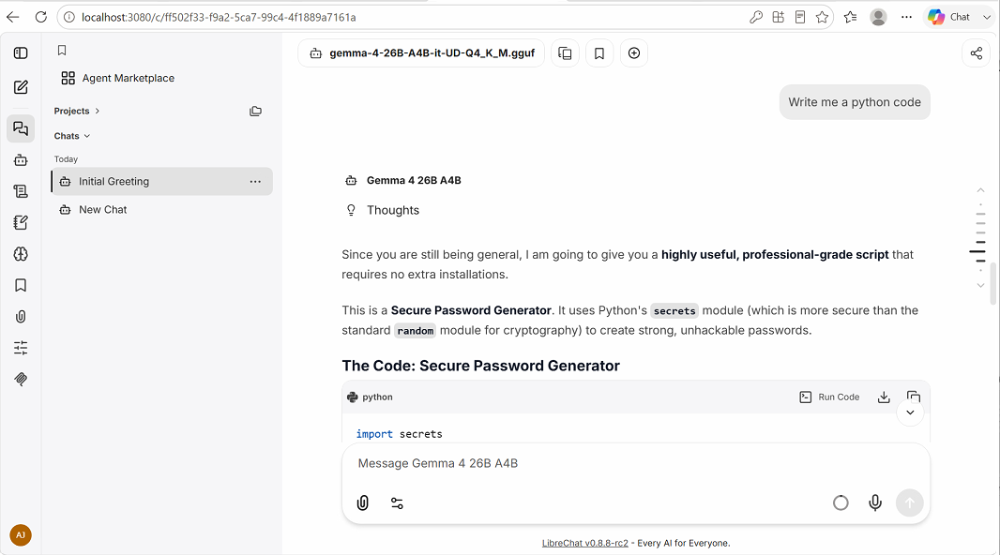 localhost:3080/c/ff502f33-f9a2-5ca7-99c4-4f1889a7161a
Chat
Agent Marketplace
Projects
Chats
Today
Initial Greeting
New Chat
AJ
gemma-4-26B-A4B-it-UD-Q4_K_M.gguf
Write me a python code
Gemma 4 26B A4B
Thoughts
Since you are still being general, I am going to give you a highly useful, professional-grade script that
requires no extra installations.
This is a Secure Password Generator. It uses Python's secrets module (which is more secure than the
standard random module for cryptography) to create strong, unhackable passwords.
The Code: Secure Password Generator
python
Run Code
import secrets
Message Gemma 4 26B A4B
LibreChat v0.8.8-rc2 - Every AI for Everyone.